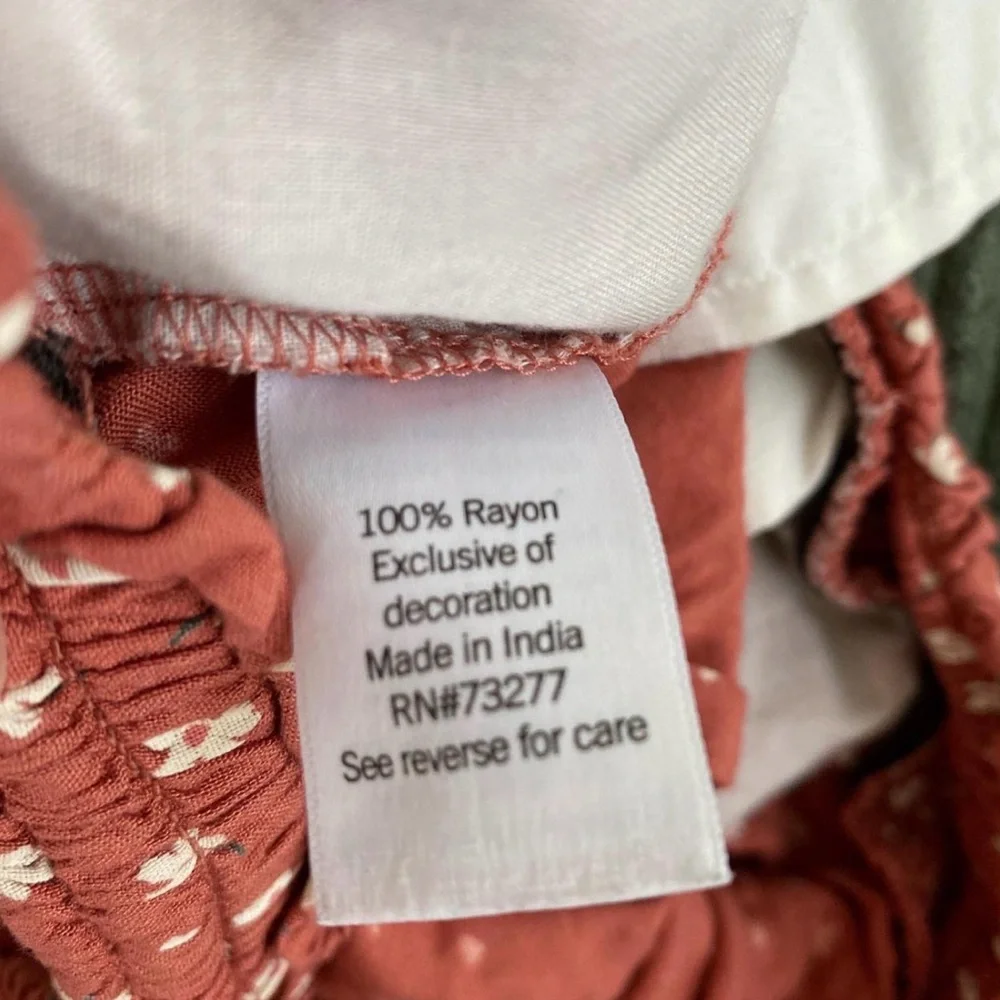 100% Rayon
Exclusive of
decoration
Made in India
RN#73277
See reverse for care